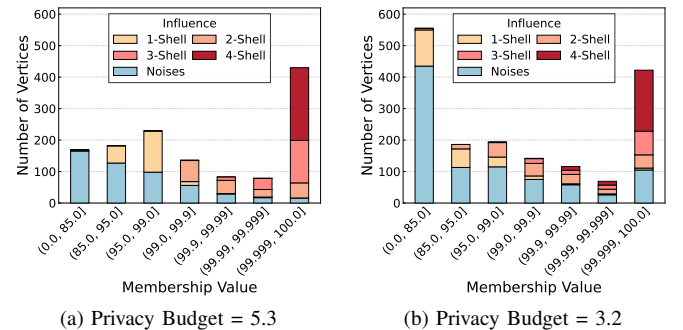 600
500
400
300
200
100
0
Number of Vertices
Influence
1-Shell 2-Shell
3-Shell 4-Shell
Noises
(0.0, 85.0]
(85.0, 95.0]
(95.0, 99.0]
(99.0, 99.9]
(99.9, 99.99]
(99.99, 99.999]
(99.999, 100.0]
Membership Value
(a) Privacy Budget = 5.3
600
500
400
300
200
100
0
Number of Vertices
Influence
1-Shell 2-Shell
3-Shell 4-Shell
Noises
(0.0, 85.0]
(85.0, 95.0]
(95.0, 99.0]
(99.0, 99.9]
(99.9, 99.99]
(99.99, 99.999]
(99.999, 100.0]
Membership Value
(b) Privacy Budget = 3.2